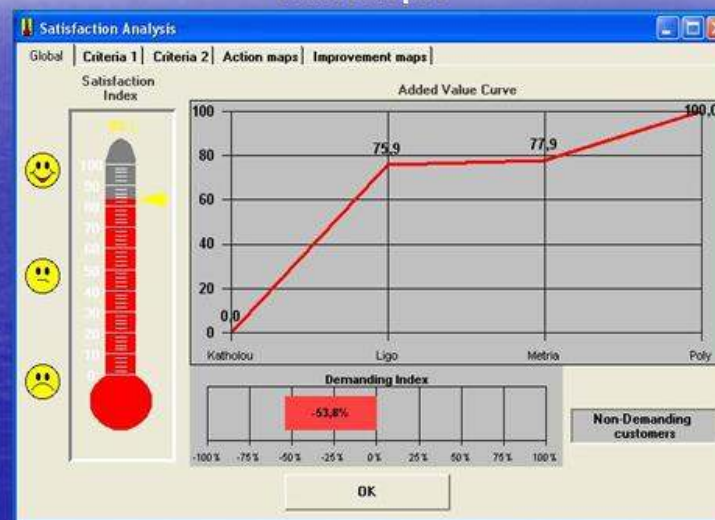 Satisfaction Analysis
Global Criteria 1 Criteria 2 Action maps Improvement maps
Satisfaction
Index
Added Value Curve
100
80
60
40
20
0
0,0
75,9
77,9
100,0
Katholou Ligo Metria Poly
100
90
80
70
60
50
40
30
20
10
0
Demanding Index
-53,8%
-100% -75% -50% -25% 0% 25% 50% 75% 100%
Non-Demanding
customers
OK